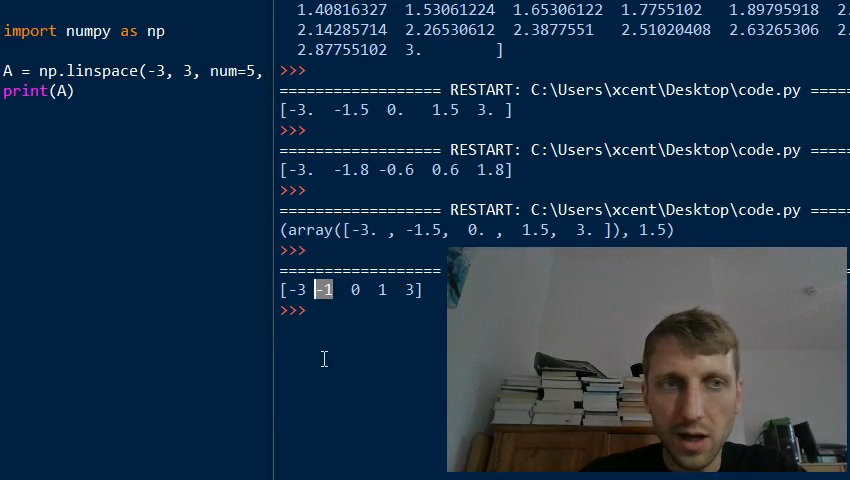 import numpy as np
A = np.linspace(-3, 3, num=5,
print(A)
1.40816327 1.53061224 1.65306122 1.7755102 1.89795918 2.
2.14285714 2.26530612 2.3877551 2.51020408 2.63265306 2.
2.87755102 3. ]
>>>
================== RESTART: C:\Users\xcent\Desktop\code.py =====
[-3. -1.5 0. 1.5 3. ]
>>>
================== RESTART: C:\Users\xcent\Desktop\code.py =====
[-3. -1.8 -0.6 0.6 1.8]
>>>
================== RESTART: C:\Users\xcent\Desktop\code.py =====
(array([-3. , -1.5, 0. , 1.5, 3. ]), 1.5)
>>>
==================
[-3 -1 0 1 3]
>>>